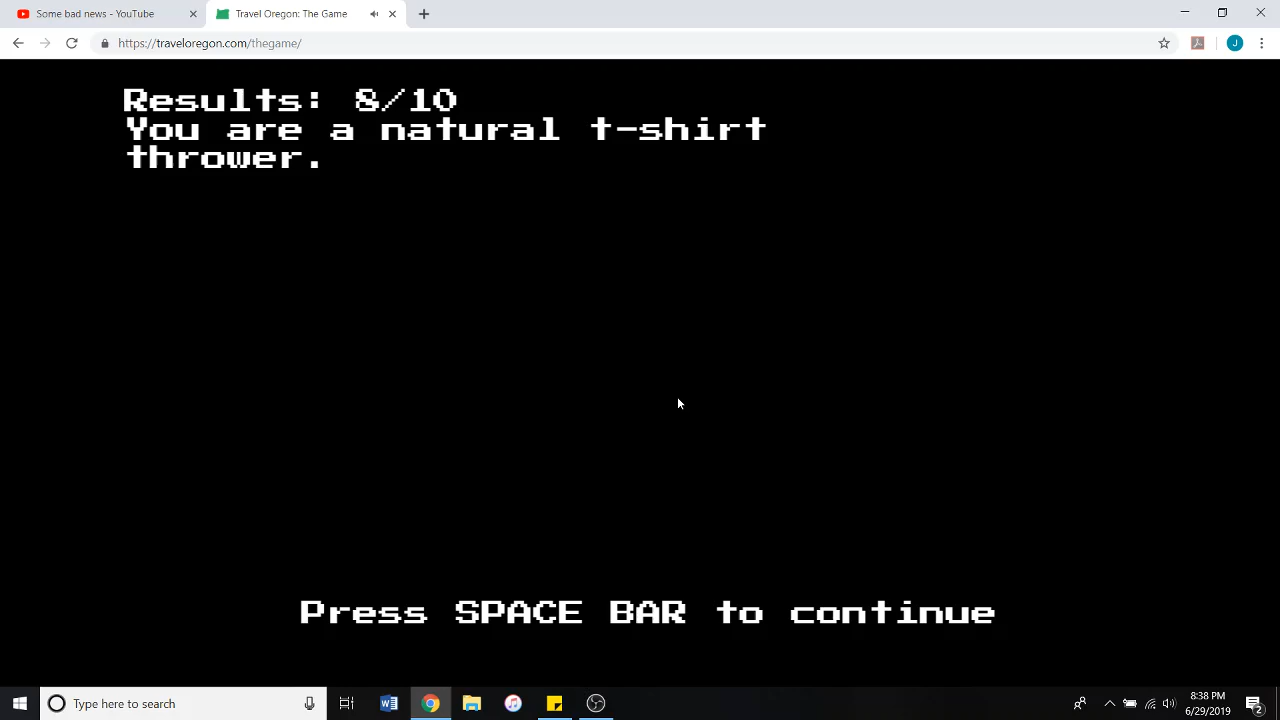 Some bad news - YouTube
Travel Oregon: The Game
https://traveloregon.com/thegame/
J
Results: 8/10
You are a natural t-shirt
thrower.
Press SPACE BAR to continue
Type here to search
8:38 PM
6/29/2019
2